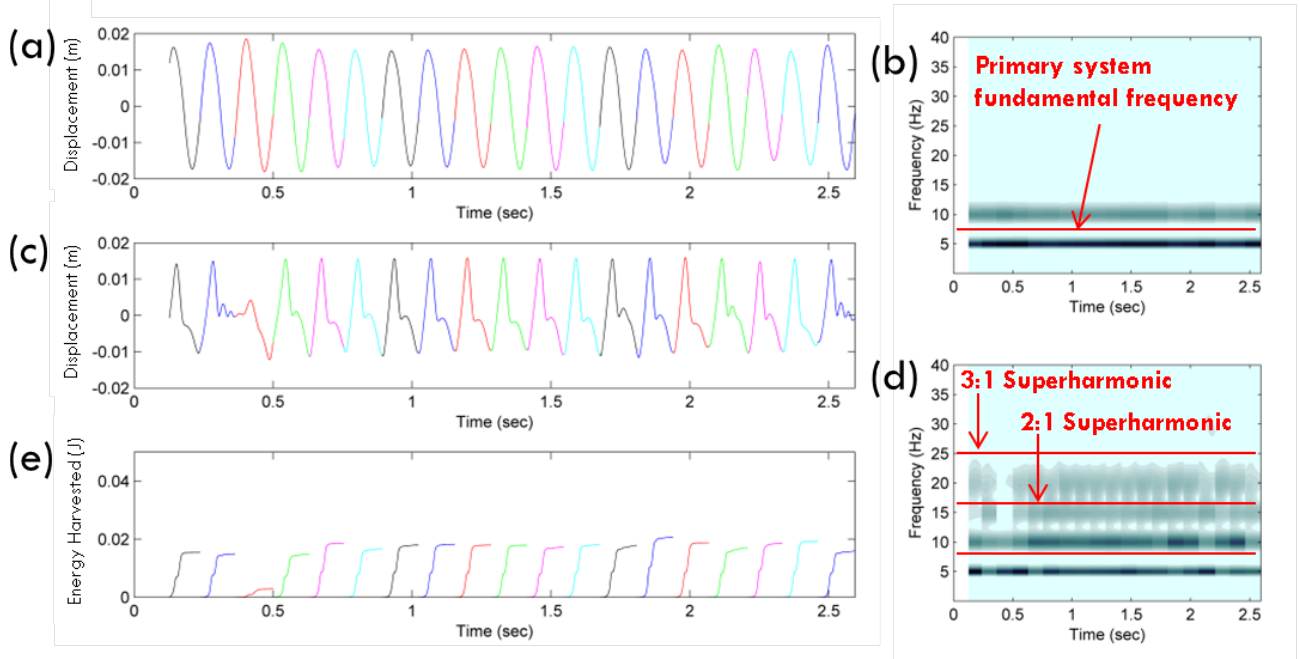 (a)
Displacement (m)
0.02
0.01
0
-0.01
-0.02
0 0.5 1 1.5 2 2.5
Time (sec)
(b)
Frequency (Hz)
40
35
30
25
20
15
10
5
Primary system
fundamental frequency
0 0.5 1 1.5 2 2.5
Time (sec)
(c)
Displacement (m)
0.02
0.01
0
-0.01
-0.02
0 0.5 1 1.5 2 2.5
Time (sec)
(d)
Frequency (Hz)
40
35
30
25
20
15
10
5
3:1 Superharmonic
2:1 Superharmonic
0 0.5 1 1.5 2 2.5
Time (sec)
(e)
Energy Harvested (J)
0.04
0.02
0
0 0.5 1 1.5 2 2.5
Time (sec)